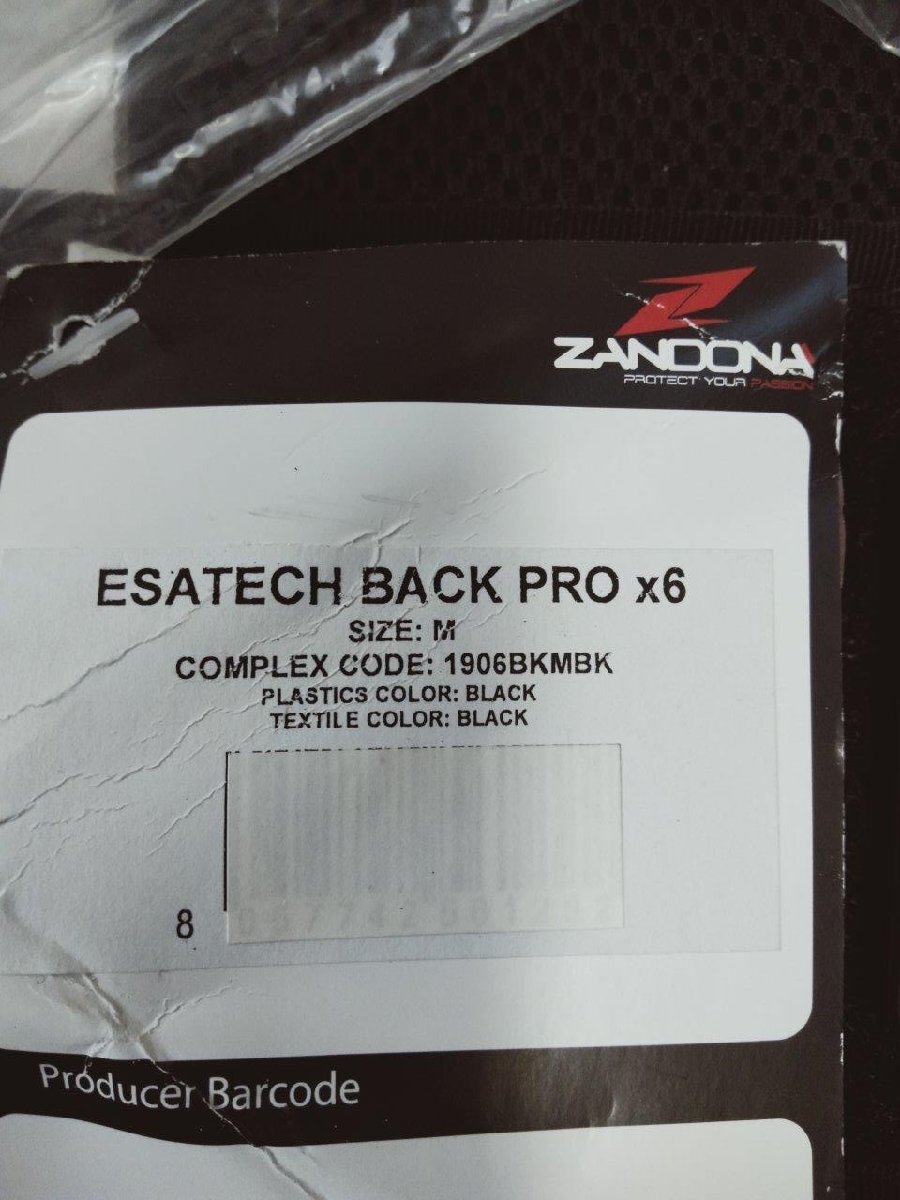 ZANDONA
PROTECT YOUR PASSION
ESATECH BACK PRO x6
SIZE: M
COMPLEX CODE: 1906BKMBK
PLASTICS COLOR: BLACK
TEXTILE COLOR: BLACK
8
Producer Barcode